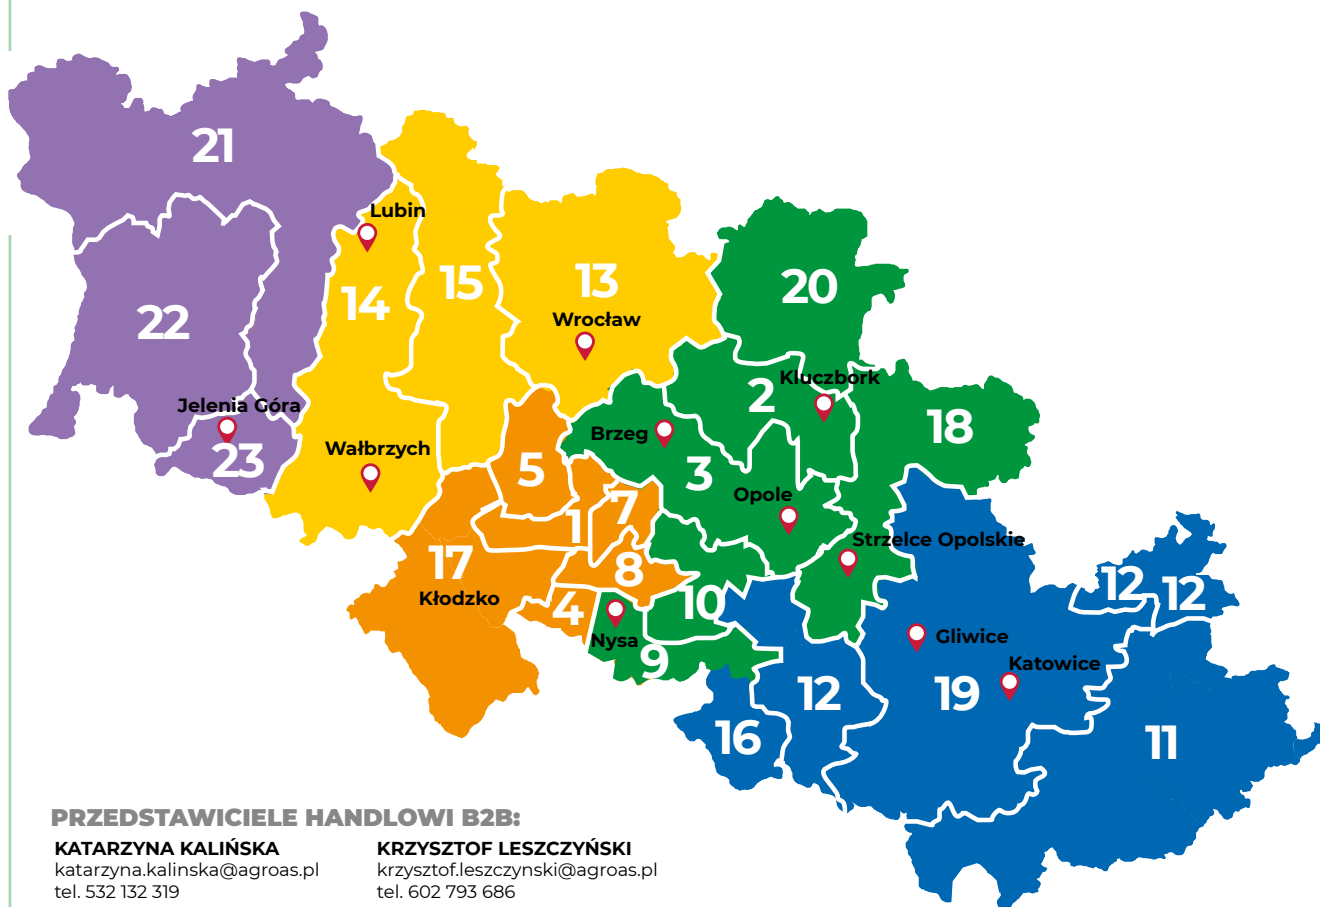 21
Lubin
15
13
20
14
22
Wrocław
Kluczbork
2
Jelenia Góra
18
Brzeg
Wałbrzych
23
5
3
Opole
7
1
Strzelce Opolskie
17
8
12
12
Kłodzko
4
10
Nysa
Gliwice
9
Katowice
12
19
16
11
PRZEDSTAWICIELE HANDLOWI B2B:
KATARZYNA KALIŃSKA
katarzyna.kalinska@agroas.pl
tel. 532 132 319
KRZYSZTOF LESZCZYŃSKI
krzysztof.leszczynski@agroas.pl
tel. 602 793 686